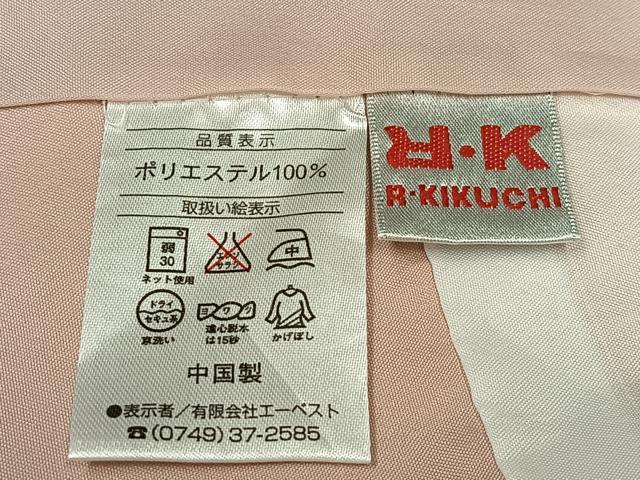 品質表示
ポリエステル100%
取扱い絵表示
弱
30
ネット使用
エンソ
サラシ
中
ドライ
セキユ系
京洗い
ヨワク
遠心脱水
は15秒
かげぼし
中国製
●表示者／有限会社エーベスト
☎(0749)37-2585
R・K
R・KIKUCHI